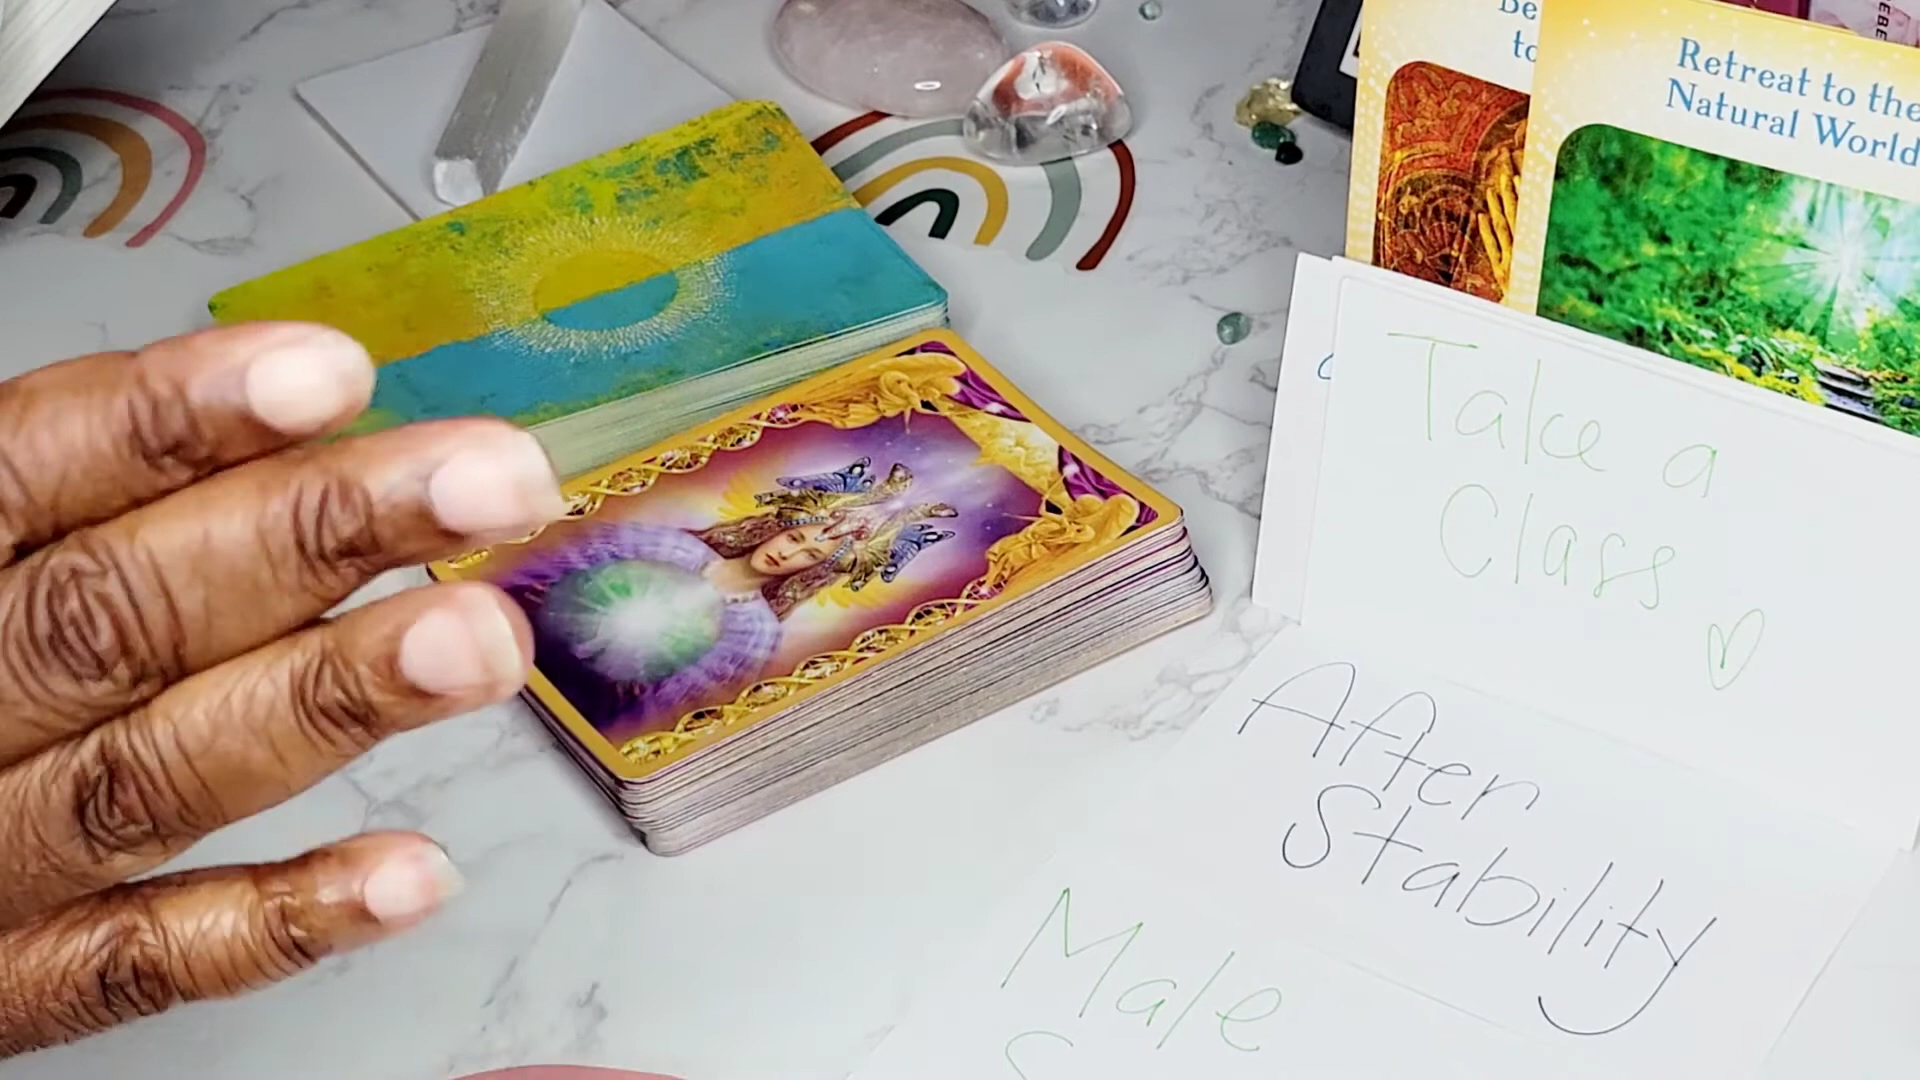 Retreat to the
Natural World
Take a
Class
After
Stability
Male